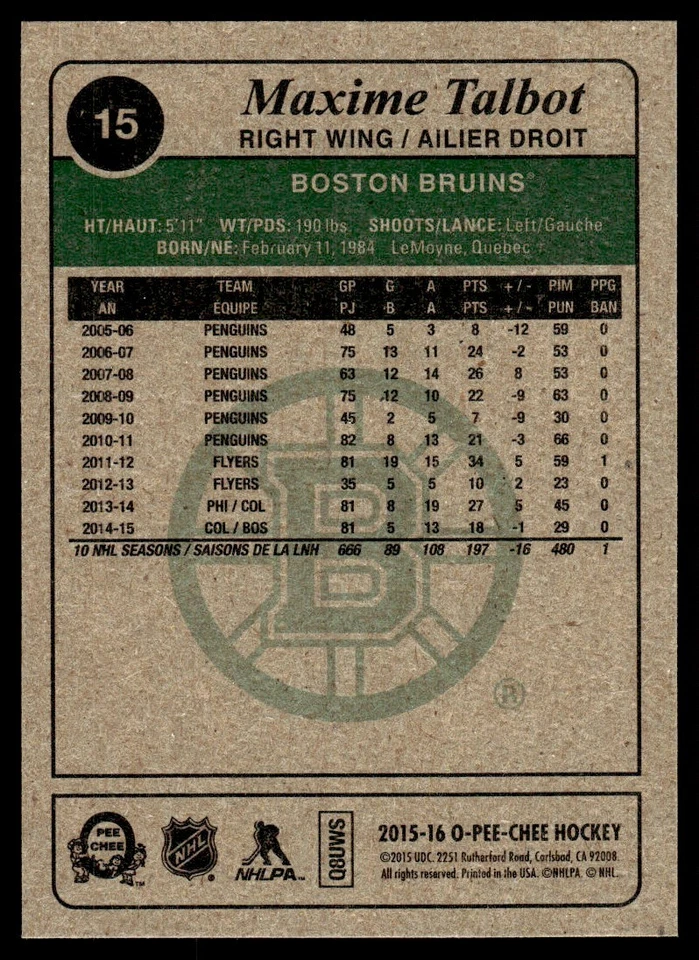 15
Maxime Talbot
RIGHT WING / AILIER DROIT
BOSTON BRUINS®
HT/HAUT: 5'11" WT/PDS: 190 lbs. SHOOTS/LANCE: Left/Gauche
BORN/NE: February 11, 1984 LeMoyne, Quebec
YEAR TEAM GP G A PTS + / - PIM PPG
AN ÉQUIPE PJ B A PTS + / - PUN BAN
2005-06 PENGUINS 48 5 3 8 -12 59 0
2006-07 PENGUINS 75 13 11 24 -2 53 0
2007-08 PENGUINS 63 12 14 26 8 53 0
2008-09 PENGUINS 75 12 10 22 -9 63 0
2009-10 PENGUINS 45 2 5 7 -9 30 0
2010-11 PENGUINS 82 8 13 21 -3 66 0
2011-12 FLYERS 81 19 15 34 5 59 1
2012-13 FLYERS 35 5 5 10 2 23 0
2013-14 PHI / COL 81 8 19 27 5 45 0
2014-15 COL / BOS 81 5 13 18 -1 29 0
10 NHL SEASONS / SAISONS DE LA LNH 666 89 108 197 -16 480 1
B
®
O PEE CHEE ™
NHL ®
NHLPA™
Q8UWS
2015-16 O-PEE-CHEE HOCKEY
©2015 UDC. 2251 Rutherford Road, Carlsbad, CA 92008.
All rights reserved. Printed in the USA. ©NHLPA. © NHL.